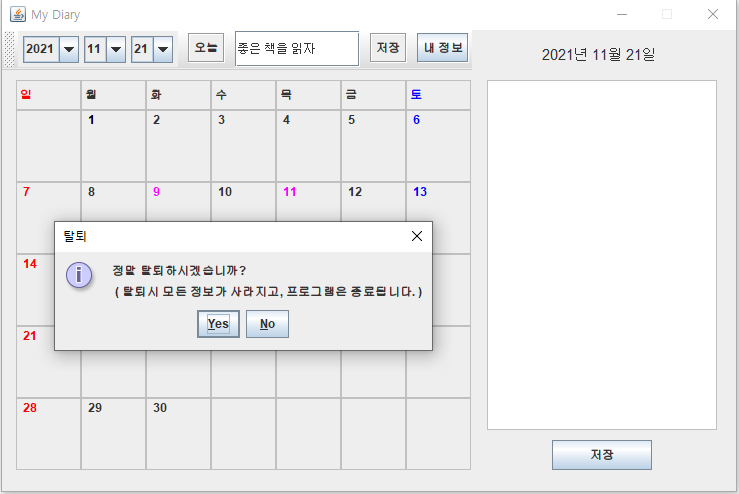 My Diary
2021 11 21 오늘 좋은 책을 읽자 저장 내 정보
2021년 11월 21일
일 월 화 수 목 금 토
1 2 3 4 5 6
7 8 9 10 11 12 13
탈퇴
14
정말 탈퇴하시겠습니까?
( 탈퇴시 모든 정보가 사라지고, 프로그램은 종료됩니다. )
Yes No
21
28 29 30
저장